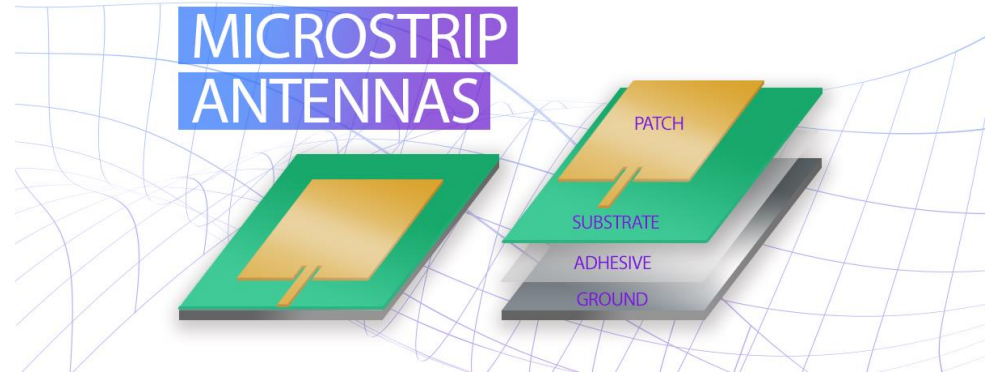 MICROSTRIP
ANTENNAS
PATCH
SUBSTRATE
ADHESIVE
GROUND